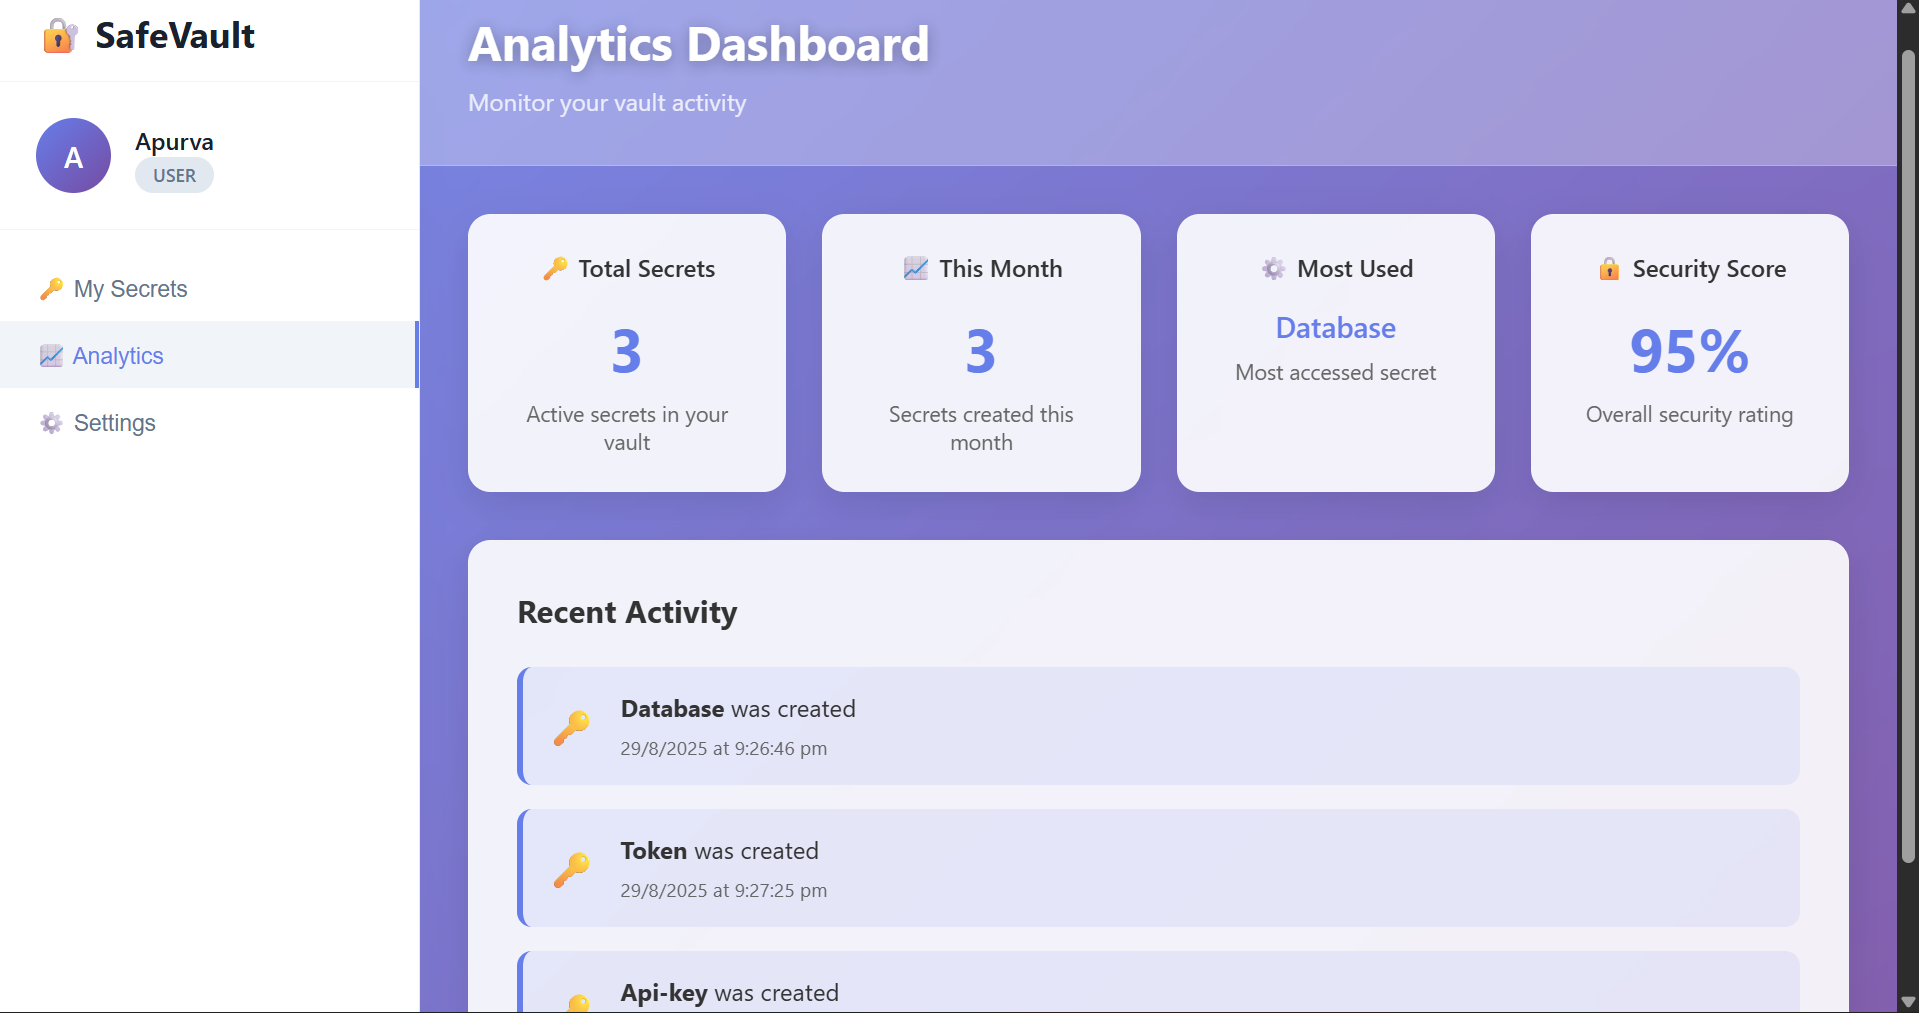 SafeVault
A
Apurva
USER
My Secrets
Analytics
Settings
Analytics Dashboard
Monitor your vault activity
Total Secrets
3
Active secrets in your
vault
This Month
3
Secrets created this
month
Most Used
Database
Most accessed secret
Security Score
95%
Overall security rating
Recent Activity
Database was created
29/8/2025 at 9:26:46 pm
Token was created
29/8/2025 at 9:27:25 pm
Api-key was created